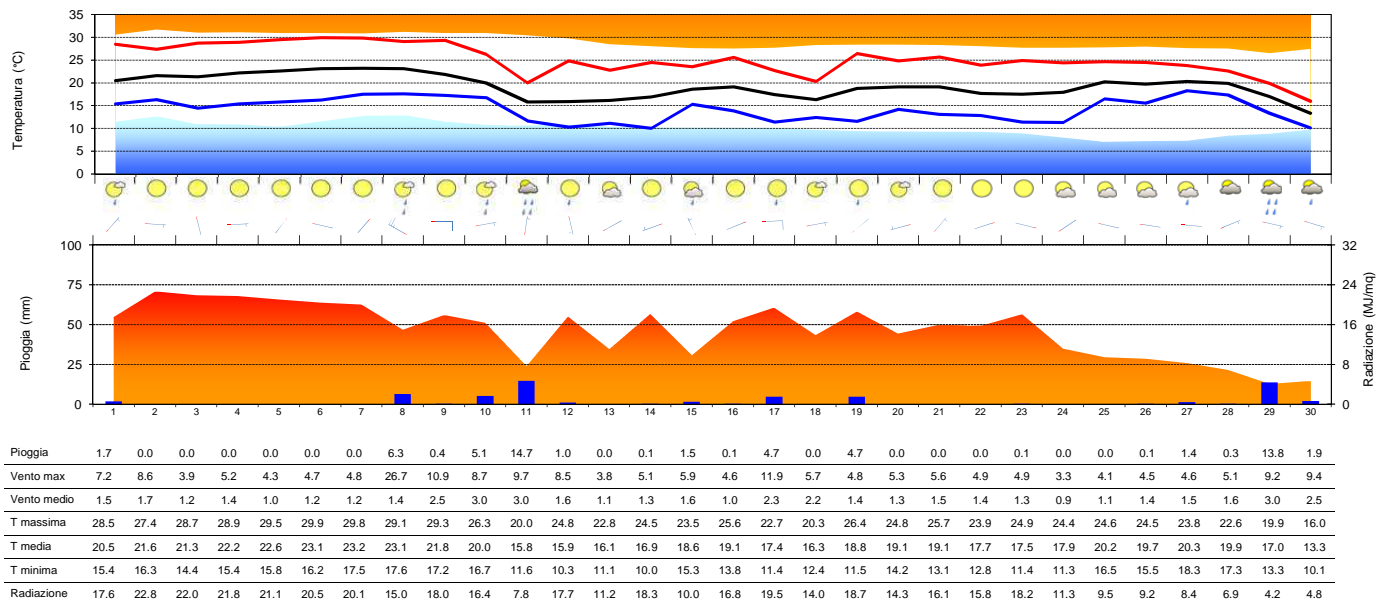 35
30
25
20
15
10
5
0
Temperatura (°C)
100
75
50
25
0
Pioggia (mm)
32
24
16
8
0
Radiazione (MJ/mq)
1 2 3 4 5 6 7 8 9 10 11 12 13 14 15 16 17 18 19 20 21 22 23 24 25 26 27 28 29 30
Pioggia 1.7 0.0 0.0 0.0 0.0 0.0 0.0 6.3 0.4 5.1 14.7 1.0 0.0 0.1 1.5 0.1 4.7 0.0 4.7 0.0 0.0 0.0 0.1 0.0 0.0 0.1 1.4 0.3 13.8 1.9
Vento max 7.2 8.6 3.9 5.2 4.3 4.7 4.8 26.7 10.9 8.7 9.7 8.5 3.8 5.1 5.9 4.6 11.9 5.7 4.8 5.3 5.6 4.9 4.9 3.3 4.1 4.5 4.6 5.1 9.2 9.4
Vento medio 1.5 1.7 1.2 1.4 1.0 1.2 1.2 1.4 2.5 3.0 3.0 1.6 1.1 1.3 1.6 1.0 2.3 2.2 1.4 1.3 1.5 1.4 1.3 0.9 1.1 1.4 1.5 1.6 3.0 2.5
T massima 28.5 27.4 28.7 28.9 29.5 29.9 29.8 29.1 29.3 26.3 20.0 24.8 22.8 24.5 23.5 25.6 22.7 20.3 26.4 24.8 25.7 23.9 24.9 24.4 24.6 24.5 23.8 22.6 19.9 16.0
T media 20.5 21.6 21.3 22.2 22.6 23.1 23.2 23.1 21.8 20.0 15.8 15.9 16.1 16.9 18.6 19.1 17.4 16.3 18.8 19.1 19.1 17.7 17.5 17.9 20.2 19.7 20.3 19.9 17.0 13.3
T minima 15.4 16.3 14.4 15.4 15.8 16.2 17.5 17.6 17.2 16.7 11.6 10.3 11.1 10.0 15.3 13.8 11.4 12.4 11.5 14.2 13.1 12.8 11.4 11.3 16.5 15.5 18.3 17.3 13.3 10.1
Radiazione 17.6 22.8 22.0 21.8 21.1 20.5 20.1 15.0 18.0 16.4 7.8 17.7 11.2 18.3 10.0 16.8 19.5 14.0 18.7 14.3 16.1 15.8 18.2 11.3 9.5 9.2 8.4 6.9 4.2 4.8